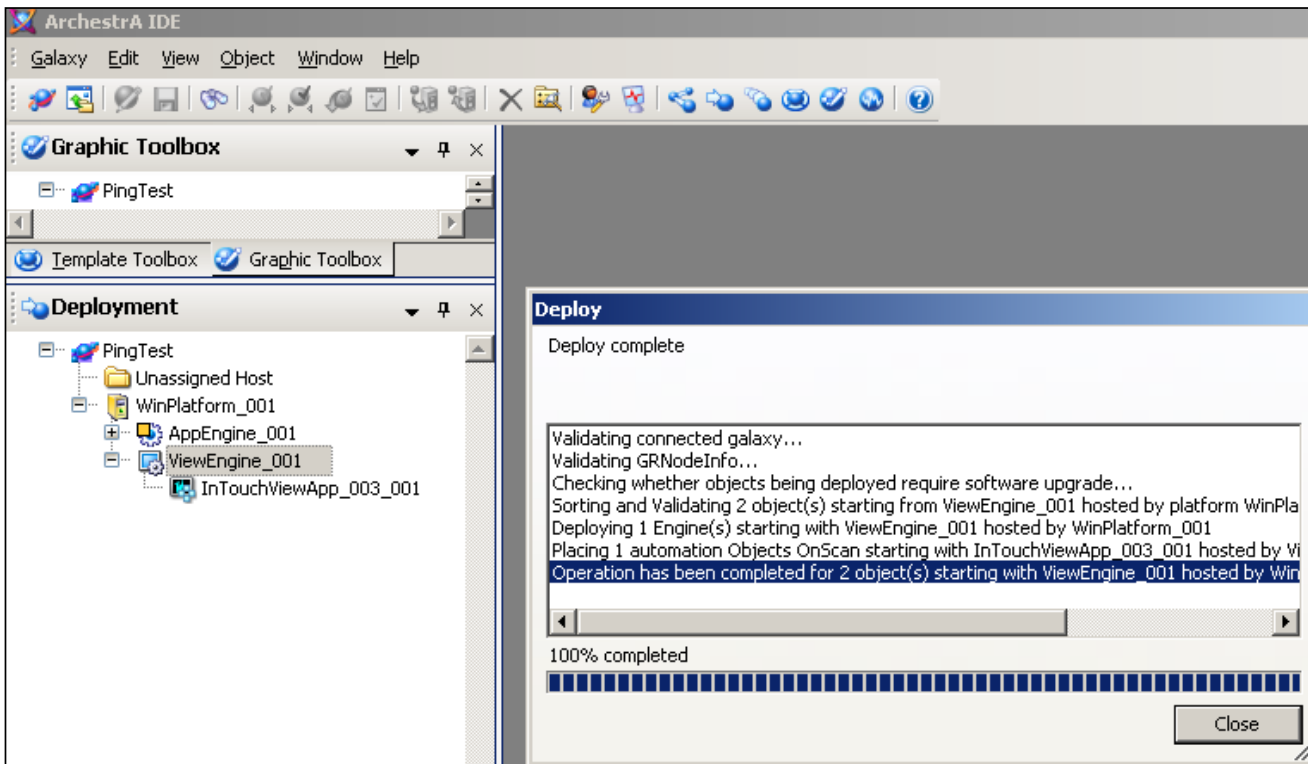 ArchestrA IDE
Galaxy Edit View Object Window Help
Graphic Toolbox
PingTest
Template Toolbox Graphic Toolbox
Deployment
PingTest
Unassigned Host
WinPlatform_001
AppEngine_001
ViewEngine_001
InTouchViewApp_003_001
Deploy
Deploy complete
Validating connected galaxy...
Validating GRNodeInfo...
Checking whether objects being deployed require software upgrade...
Sorting and Validating 2 object(s) starting from ViewEngine_001 hosted by platform WinPla
Deploying 1 Engine(s) starting with ViewEngine_001 hosted by WinPlatform_001
Placing 1 automation Objects OnScan starting with InTouchViewApp_003_001 hosted by Vi
Operation has been completed for 2 object(s) starting with ViewEngine_001 hosted by Win
100% completed
Close